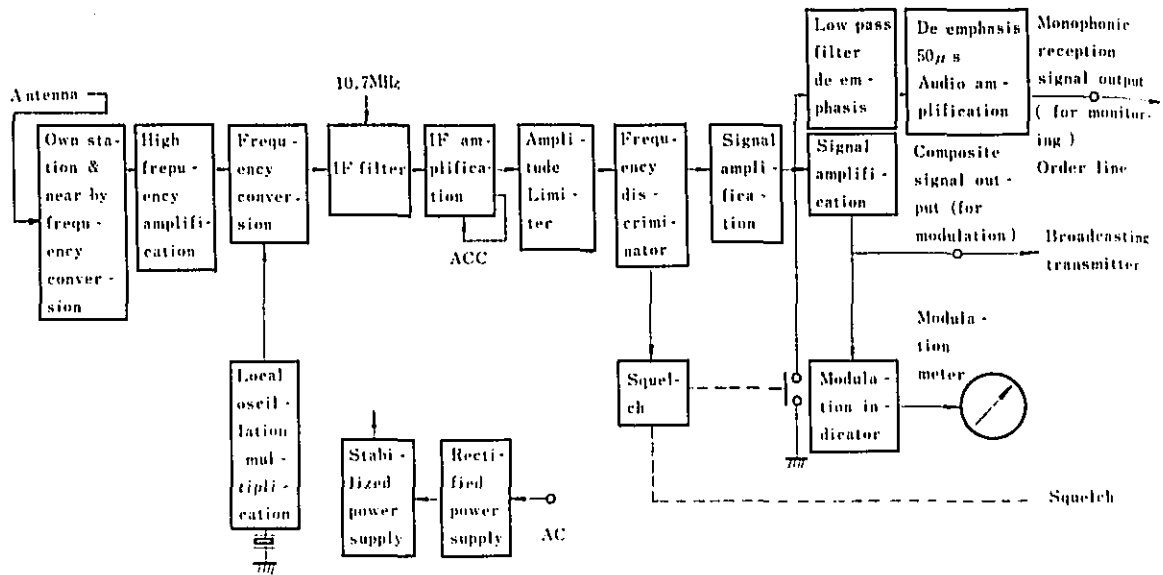 Antenna
Own sta-
tion &
near by
frequ-
ency
conver-
sion
High
frepu-
ency
amplifi-
cation
Frequ-
ency
conver-
sion
10.7MHz
IF filter
IF am-
plifica-
tion
ACC
Ampli-
tude
Limi-
ter
Frequ-
ency
dis-
crimi-
nator
Signal
ampli-
fica-
tion
Low pass
filter
de em-
phasis
De emphasis
50μ s
Audio am-
plification
Monophonic
reception
signal output
( for monitor-
ing )
Order line
Signal
amplifi-
cation
Composite
signal out-
put (for
modulation)
Broadcasting
transmitter
Local
oscil-
lation
mul-
tipli-
cation
Stabi-
lized
power
supply
Recti-
fied
power
supply
AC
Squel-
ch
Modula-
tion in-
dicator
Modula-
tion
meter
Squelch